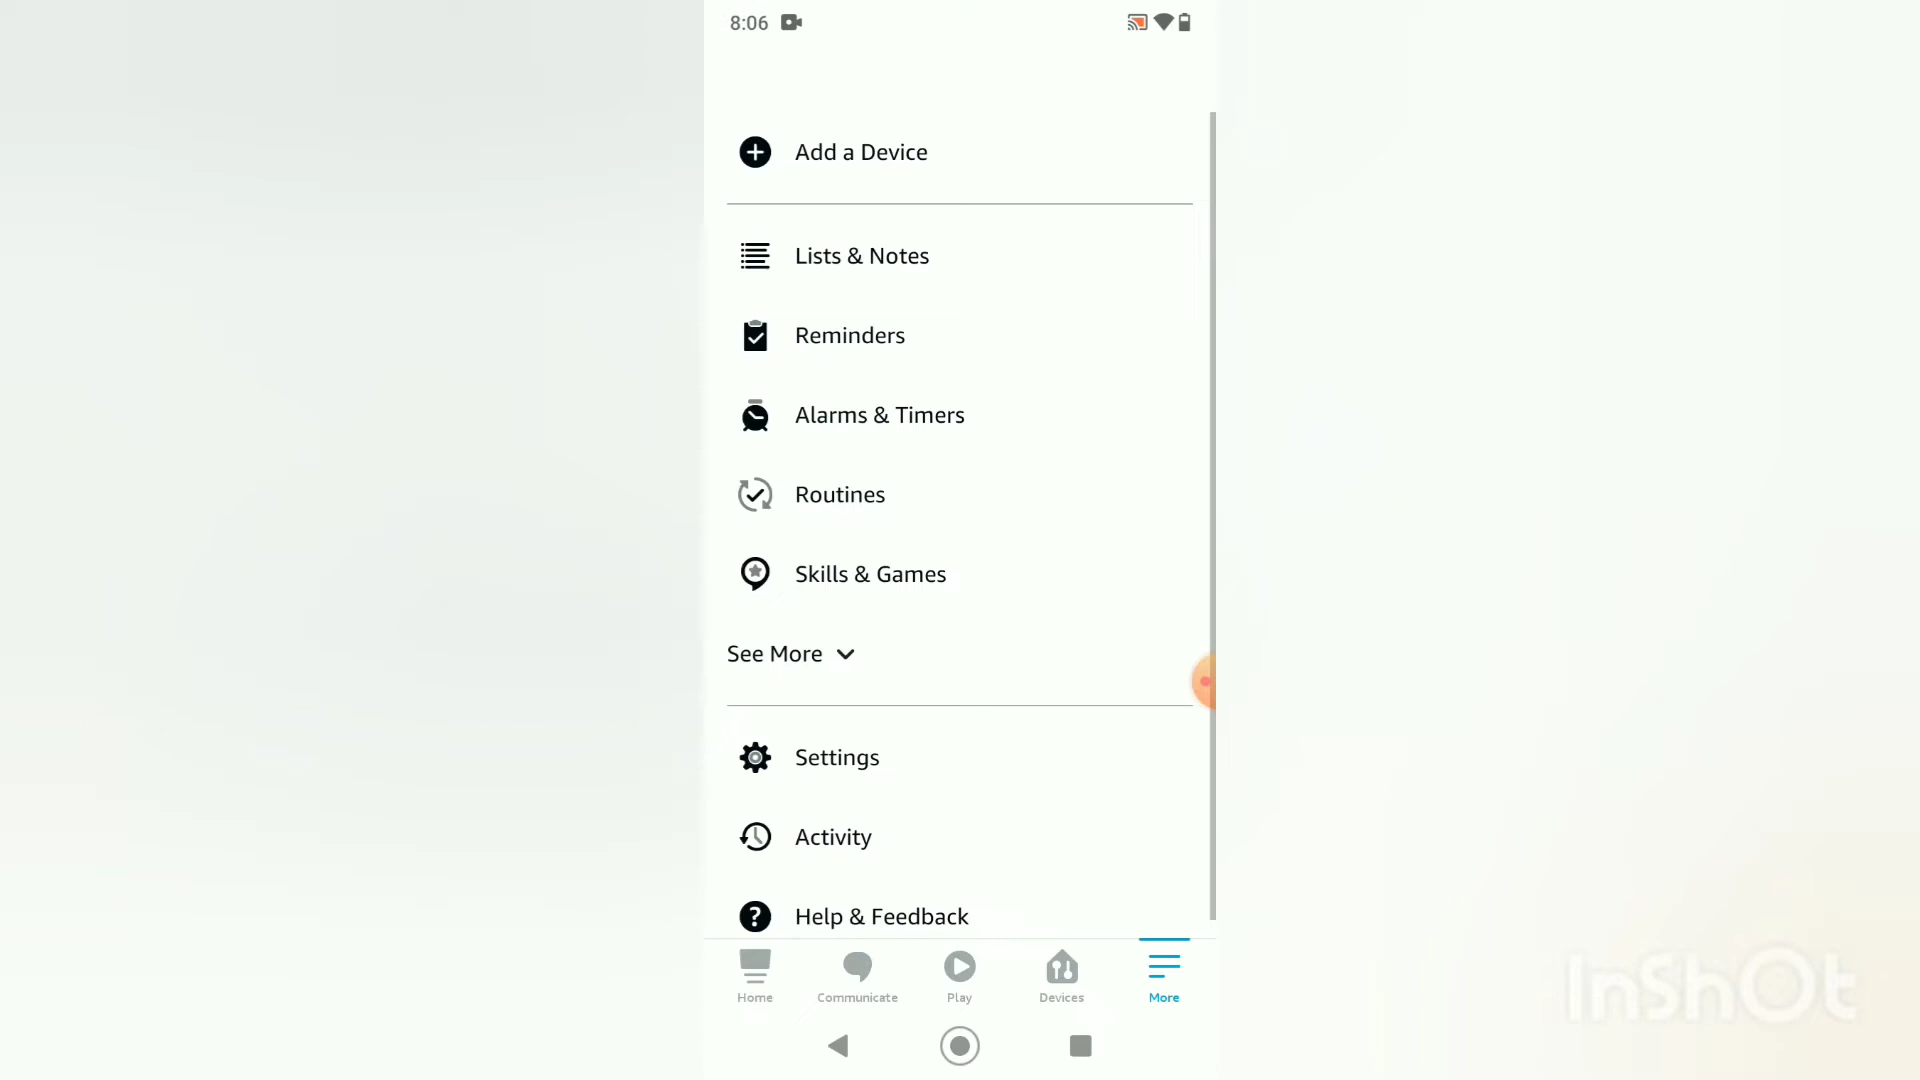 8:06
Add a Device
Lists & Notes
Reminders
Alarms & Timers
Routines
Skills & Games
See More
Settings
Activity
Help & Feedback
Home
Communicate
Play
Devices
More
InShOt